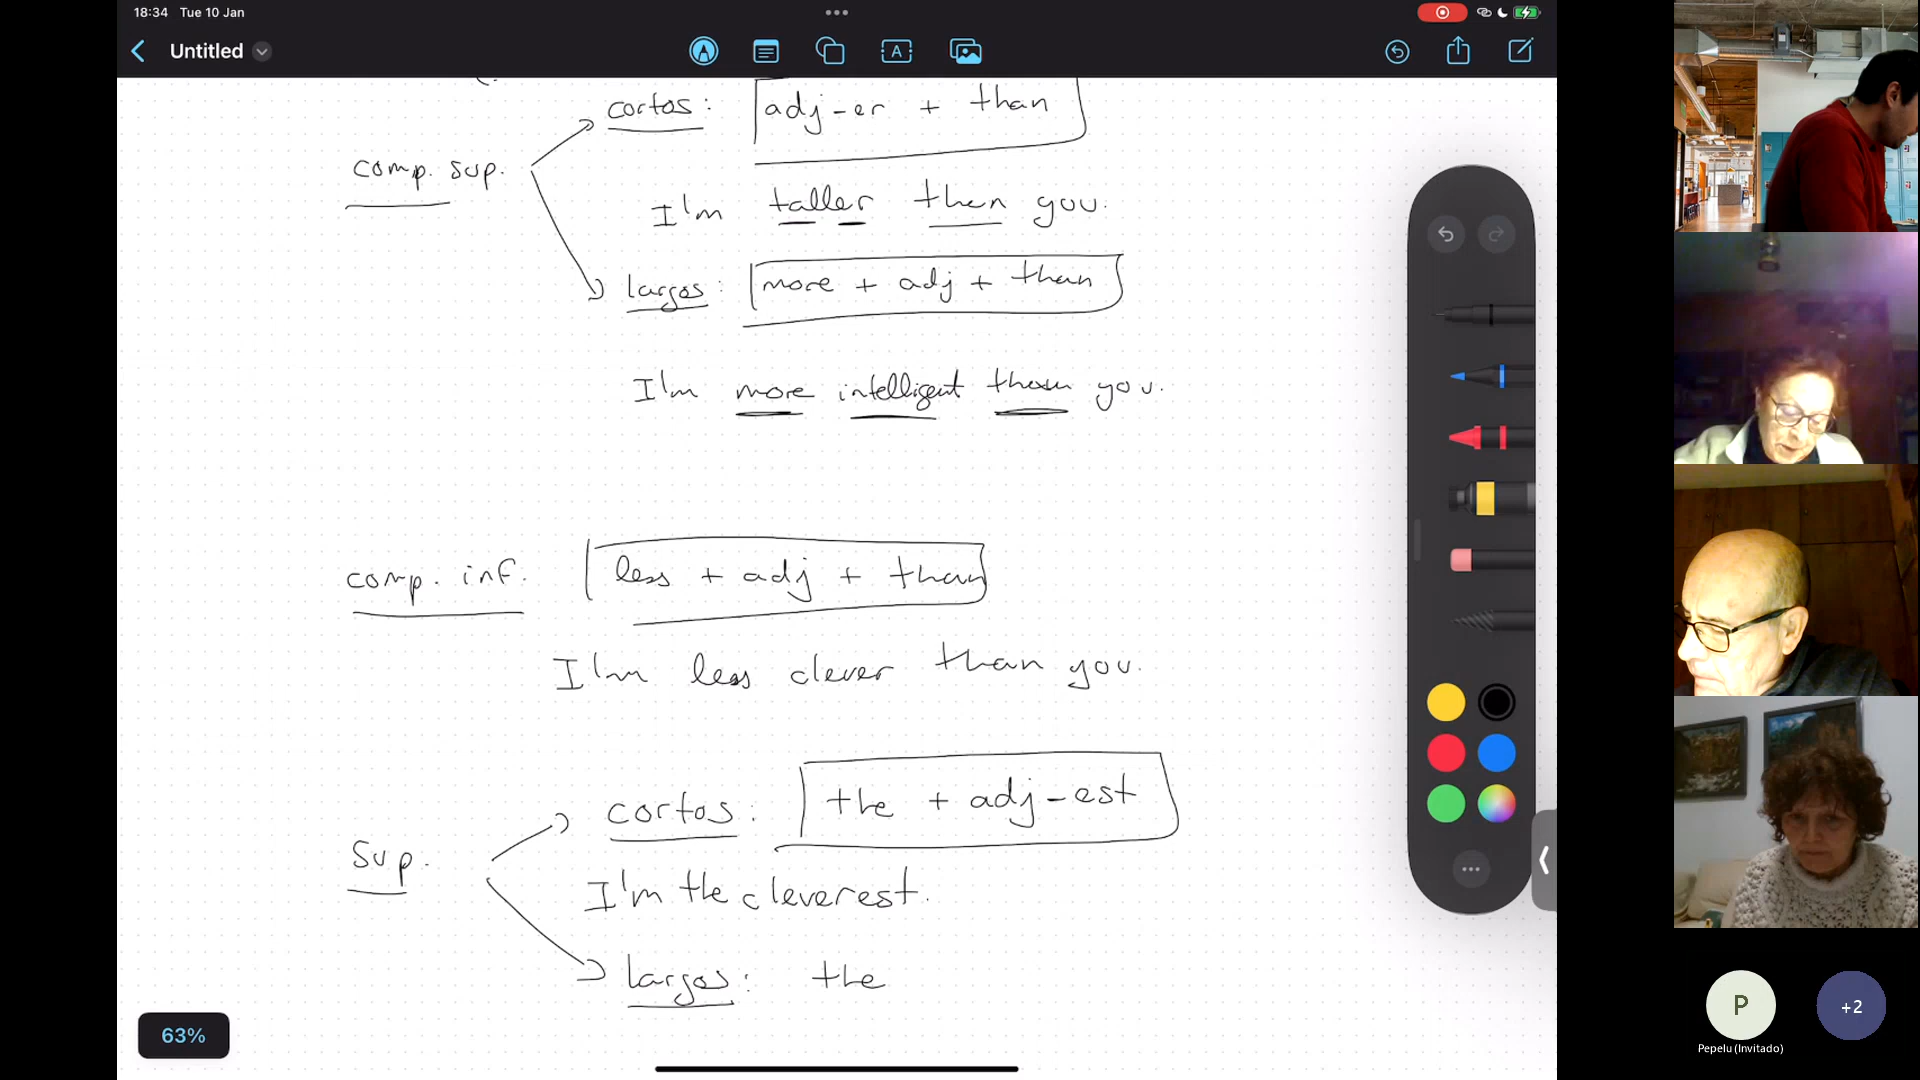 18:34 Tue 10 Jan
Untitled
A
cortos: adj-er + than
comp. sup.
I'm taller than you.
largos: more + adj + than
I'm more intelligent than you.
comp. inf. less + adj + than
I'm less clever than you.
cortos: the + adj-est
Sup.
I'm the cleverest.
largos: the
63%
P
+2
Pepelu (Invitado)